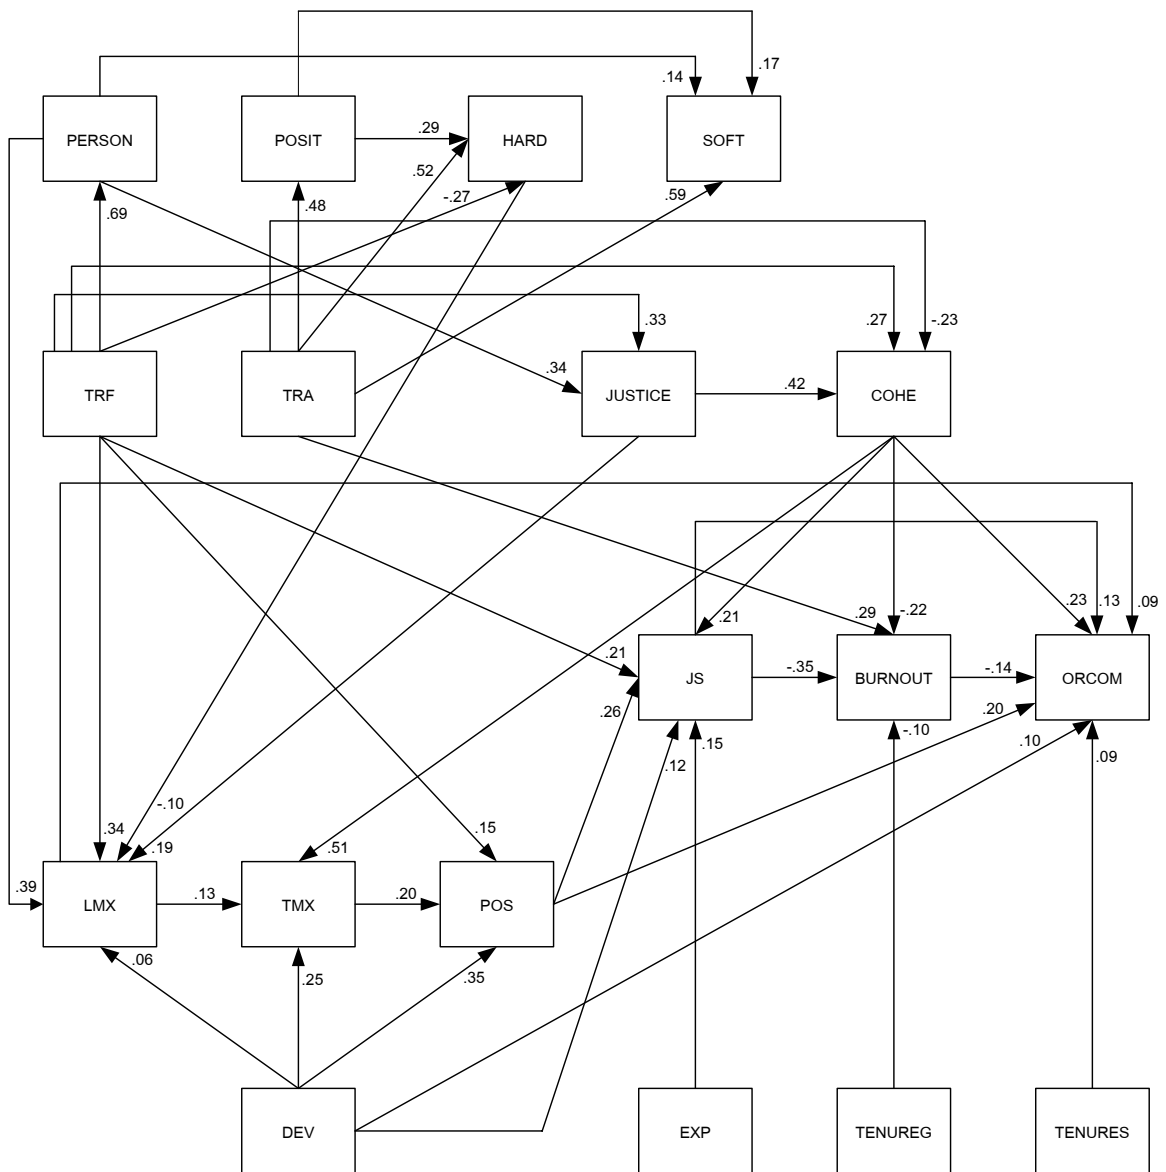 .14 .17
PERSON POSIT .29 HARD SOFT
.52
.69 .48 -.27 .59
.33 .27 -.23
.34
TRF TRA JUSTICE .42 COHE
.23 .13 .09
.21 .29 -.22
.21
JS -.35 BURNOUT -.14 ORCOM
.26 .20
.15 -.10 .10 .09
.12
-.10
.34 .15
.19 .51
.39 LMX .13 TMX .20 POS
.06 .25 .35
DEV EXP TENUREG TENURES